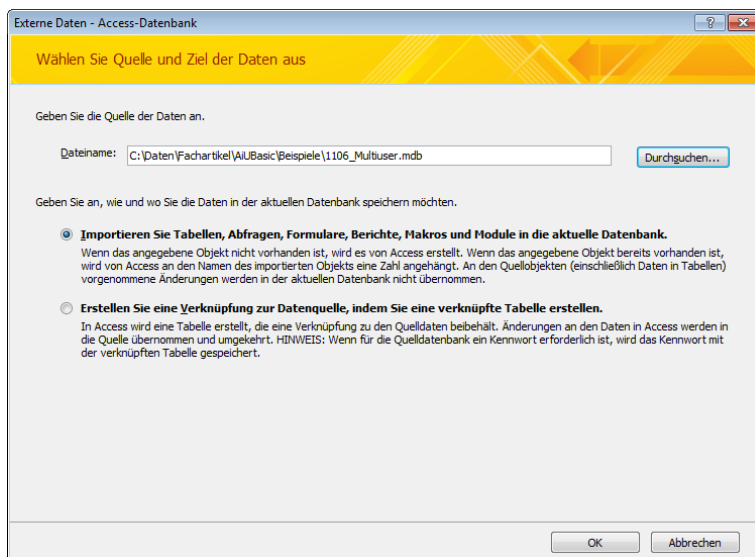 Externe Daten - Access-Datenbank
Wählen Sie Quelle und Ziel der Daten aus
Geben Sie die Quelle der Daten an.
Dateiname: C:\Daten\Fachartikel\AiUBasic\Beispiele\1106_Multiuser.mdb Durchsuchen...
Geben Sie an, wie und wo Sie die Daten in der aktuellen Datenbank speichern möchten.
Importieren Sie Tabellen, Abfragen, Formulare, Berichte, Makros und Module in die aktuelle Datenbank.
Wenn das angegebene Objekt nicht vorhanden ist, wird es von Access erstellt. Wenn das angegebene Objekt bereits vorhanden ist,
wird von Access an den Namen des importierten Objekts eine Zahl angehängt. An den Quellobjekten (einschließlich Daten in Tabellen)
vorgenommene Änderungen werden in der aktuellen Datenbank nicht übernommen.
Erstellen Sie eine Verknüpfung zur Datenquelle, indem Sie eine verknüpfte Tabelle erstellen.
In Access wird eine Tabelle erstellt, die eine Verknüpfung zu den Quelldaten beibehält. Änderungen an den Daten in Access werden in
die Quelle übernommen und umgekehrt. HINWEIS: Wenn für die Quelldatenbank ein Kennwort erforderlich ist, wird das Kennwort mit
der verknüpften Tabelle gespeichert.
OK Abbrechen